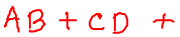 AB + CD +